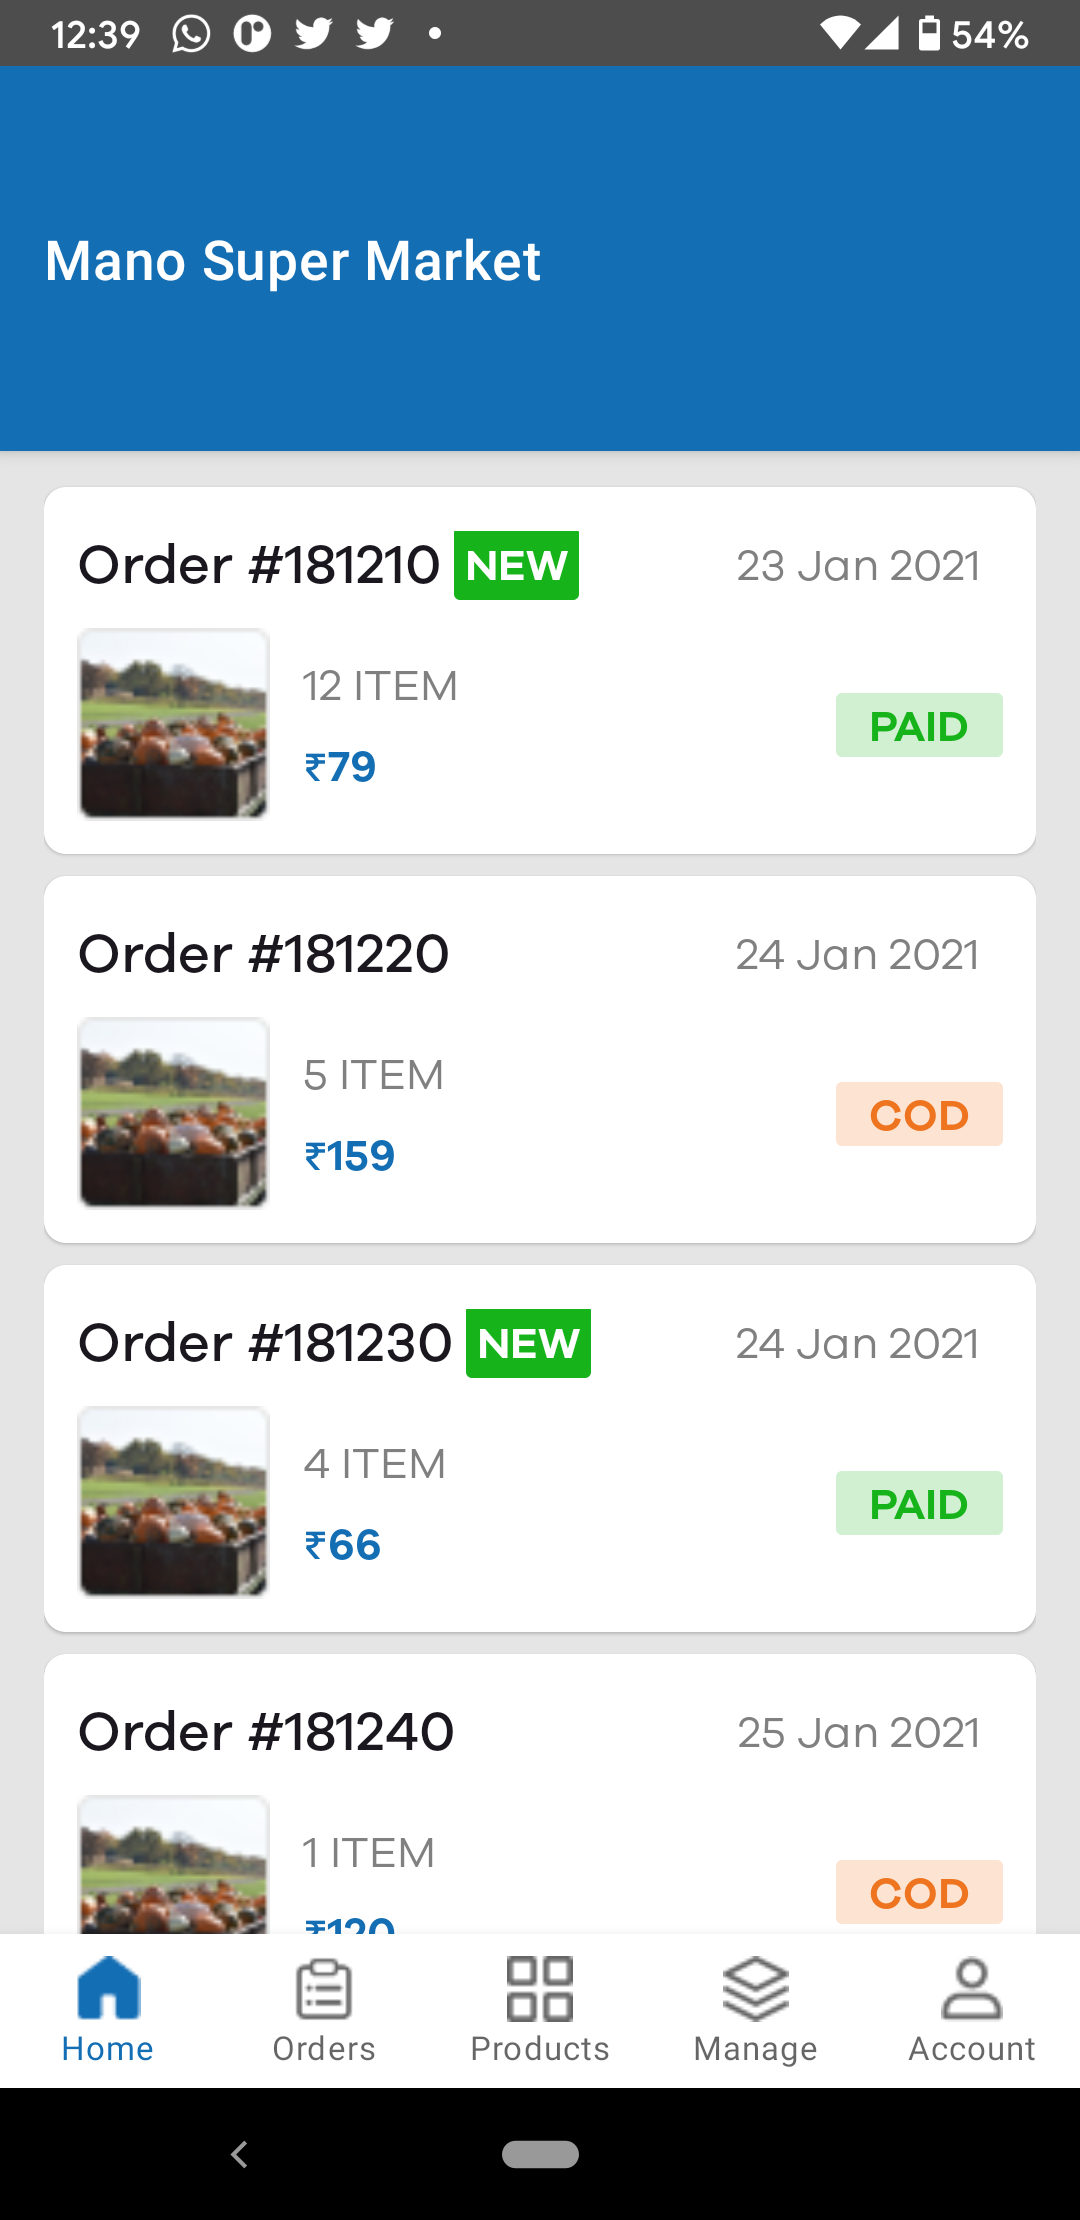 12:39
54%
Mano Super Market
Order #181210 NEW 23 Jan 2021
12 ITEM
PAID
₹79
Order #181220 24 Jan 2021
5 ITEM
COD
₹159
Order #181230 NEW 24 Jan 2021
4 ITEM
PAID
₹66
Order #181240 25 Jan 2021
1 ITEM
COD
₹120
Home Orders Products Manage Account